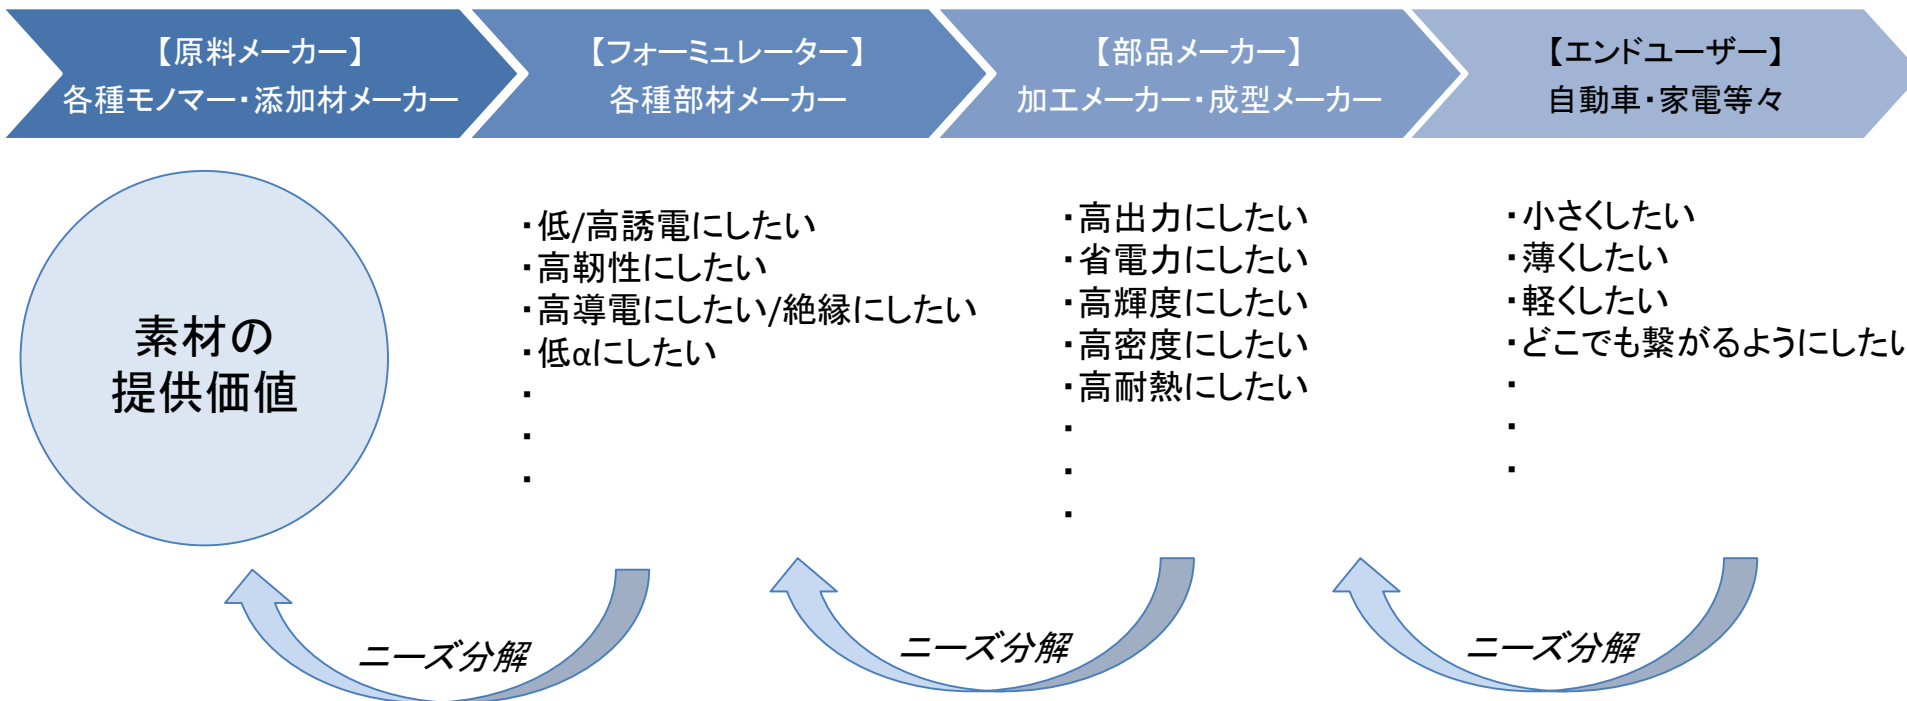 【原料メーカー】
各種モノマー・添加材メーカー
【フォーミュレーター】
各種部材メーカー
【部品メーカー】
加工メーカー・成型メーカー
【エンドユーザー】
自動車・家電等々
素材の
提供価値
・低/高誘電にしたい
・高靭性にしたい
・高導電にしたい/絶縁にしたい
・低αにしたい
・
・
・
・高出力にしたい
・省電力にしたい
・高輝度にしたい
・高密度にしたい
・高耐熱にしたい
・
・
・
・小さくしたい
・薄くしたい
・軽くしたい
・どこでも繋がるようにしたい
・
・
・
ニーズ分解
ニーズ分解
ニーズ分解